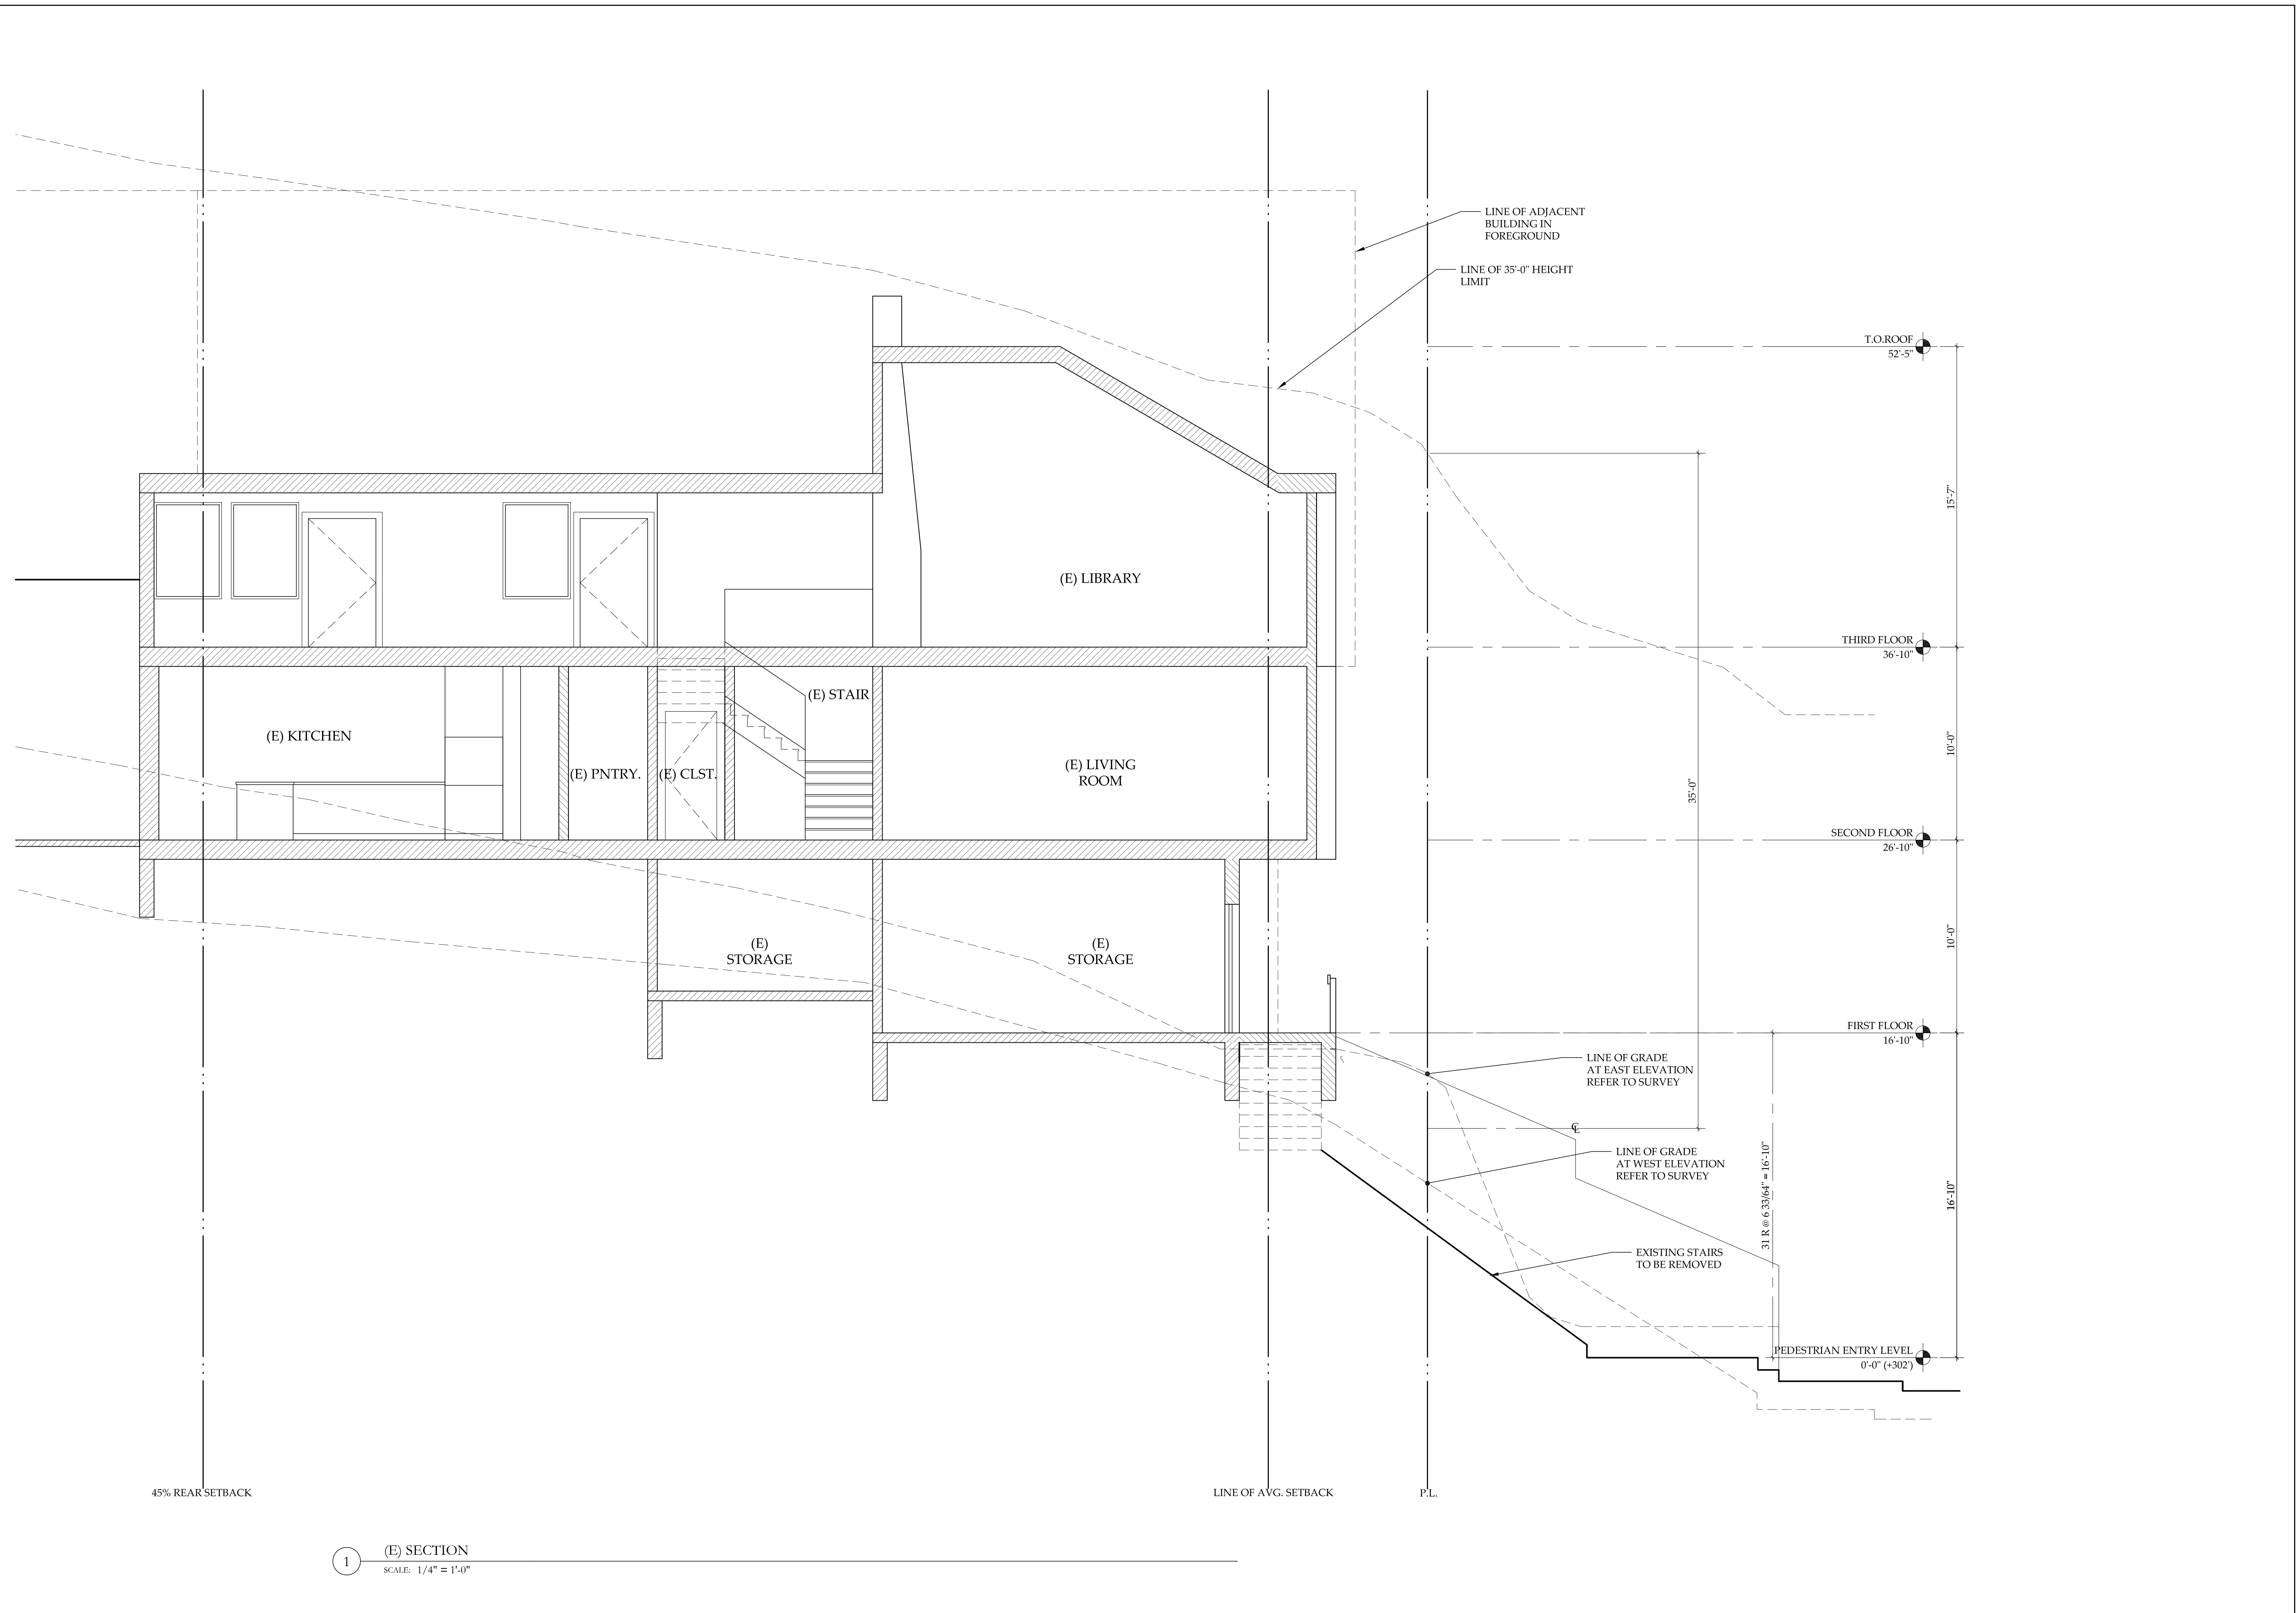 LINE OF ADJACENT
BUILDING IN
FOREGROUND
LINE OF 35'-0" HEIGHT
LIMIT
T.O.ROOF
52'-5"
15'-7"
(E) LIBRARY
THIRD FLOOR
36'-10"
(E) STAIR
(E) KITCHEN
(E) PNTRY.
(E) CLST.
(E) LIVING
ROOM
10'-0"
35'-0"
SECOND FLOOR
26'-10"
(E)
STORAGE
(E)
STORAGE
10'-0"
FIRST FLOOR
16'-10"
LINE OF GRADE
AT EAST ELEVATION
REFER TO SURVEY
CL
LINE OF GRADE
AT WEST ELEVATION
REFER TO SURVEY
31 R @ 6 33/64" = 16'-10"
16'-10"
EXISTING STAIRS
TO BE REMOVED
PEDESTRIAN ENTRY LEVEL
0'-0" (+302')
45% REAR SETBACK
LINE OF AVG. SETBACK
P.L.
1
(E) SECTION
SCALE: 1/4" = 1'-0"